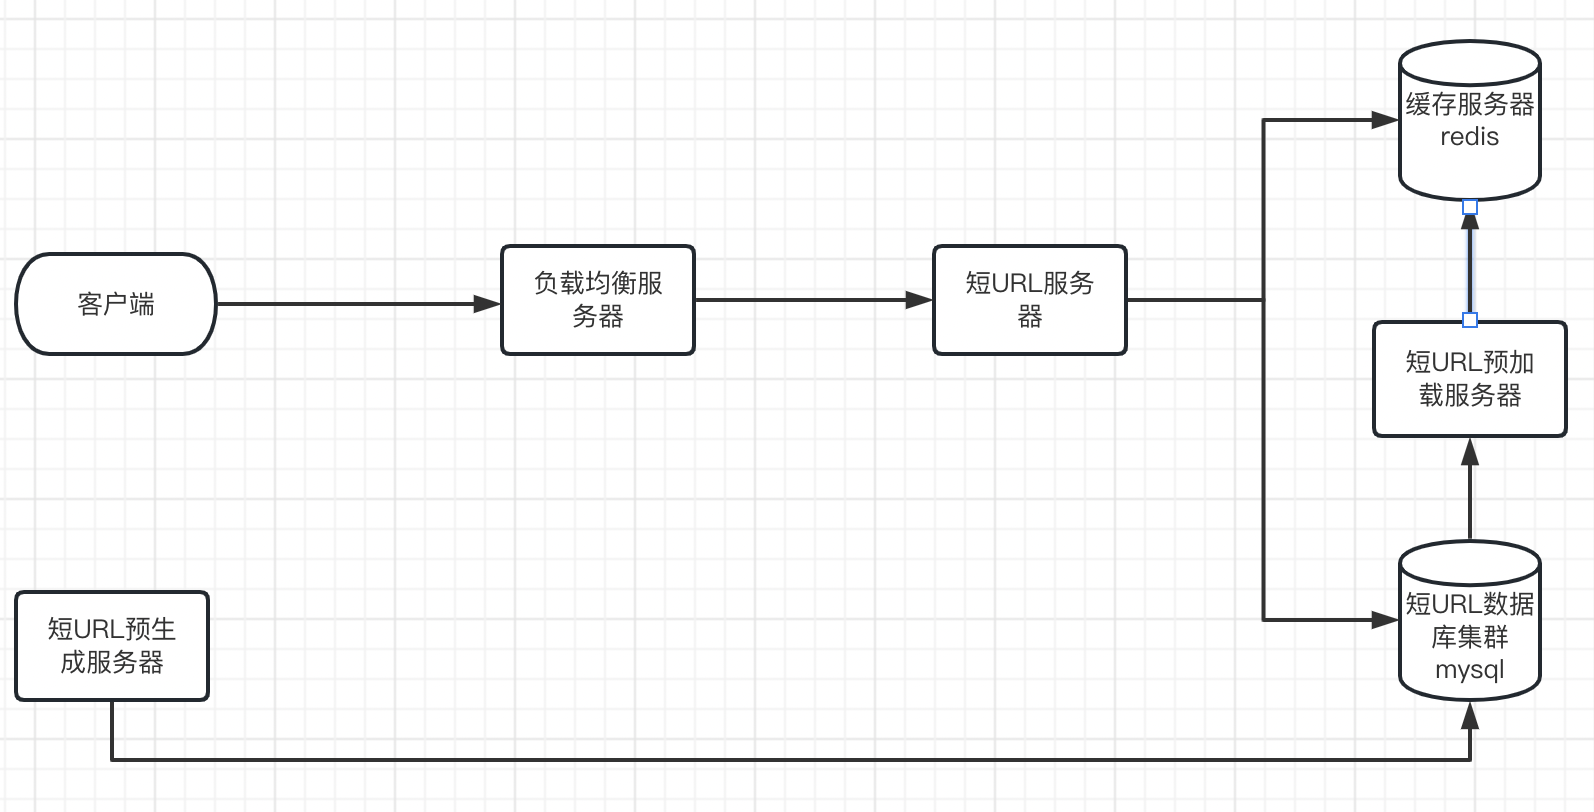 缓存服务器
redis
客户端
负载均衡服
务器
短URL服务
器
短URL预加
载服务器
短URL预生
成服务器
短URL数据
库集群
mysql